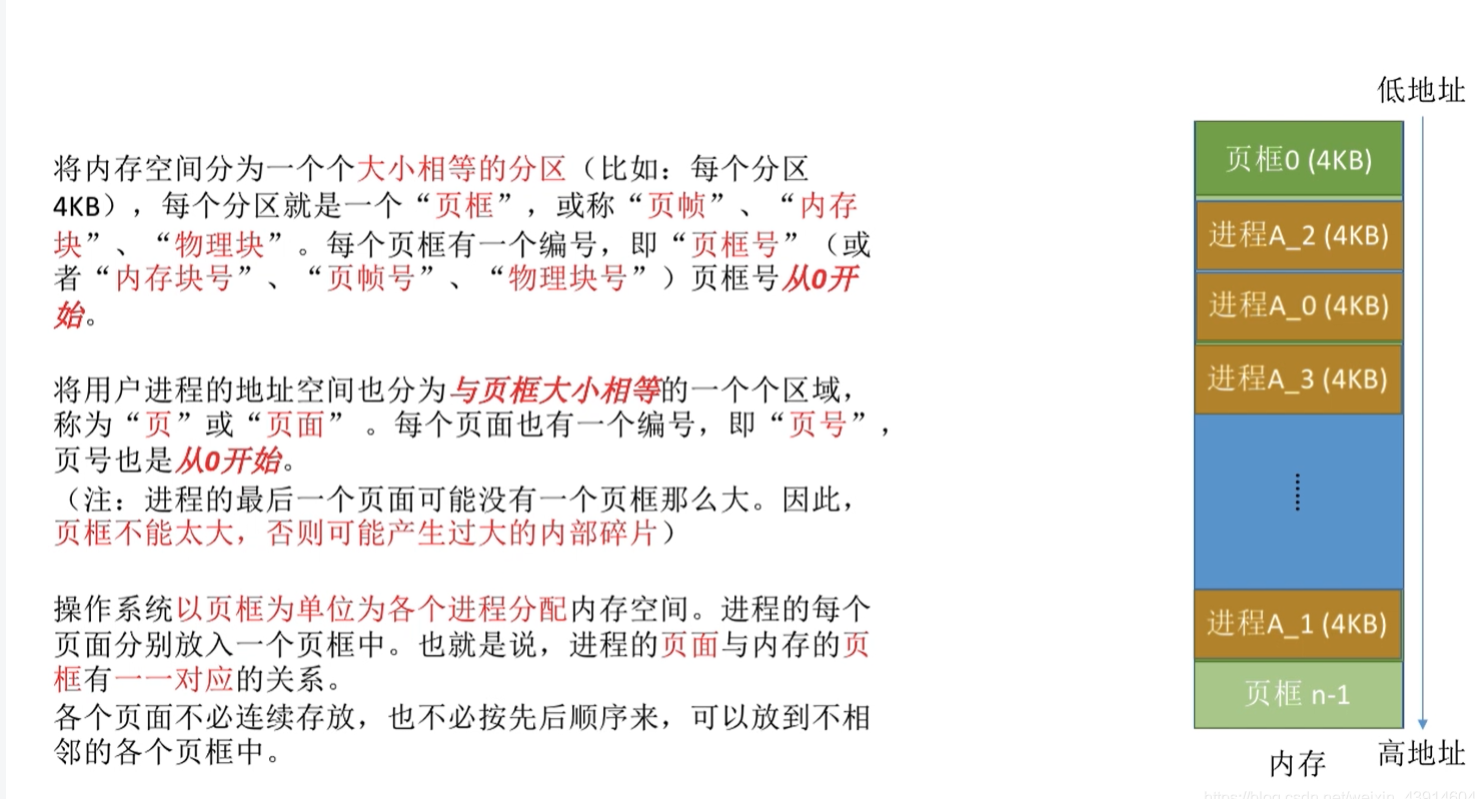 将内存空间分为一个个大小相等的分区（比如：每个分区
4KB），每个分区就是一个“页框”，或称“页帧”、“内存
块”、“物理块”。每个页框有一个编号，即“页框号”（或
者“内存块号”、“页帧号”、“物理块号”）页框号从0开
始。
将用户进程的地址空间也分为与页框大小相等的一个个区域，
称为“页”或“页面” 。每个页面也有一个编号，即“页号”，
页号也是从0开始。
（注：进程的最后一个页面可能没有一个页框那么大。因此，
页框不能太大，否则可能产生过大的内部碎片）
操作系统以页框为单位为各个进程分配内存空间。进程的每个
页面分别放入一个页框中。也就是说，进程的页面与内存的页
框有一一对应的关系。
各个页面不必连续存放，也不必按先后顺序来，可以放到不相
邻的各个页框中。
低地址
页框0 (4KB)
进程A_2 (4KB)
进程A_0 (4KB)
进程A_3 (4KB)
......
进程A_1 (4KB)
页框 n-1
内存
高地址
https://blog.csdn.net/weixin_43914604